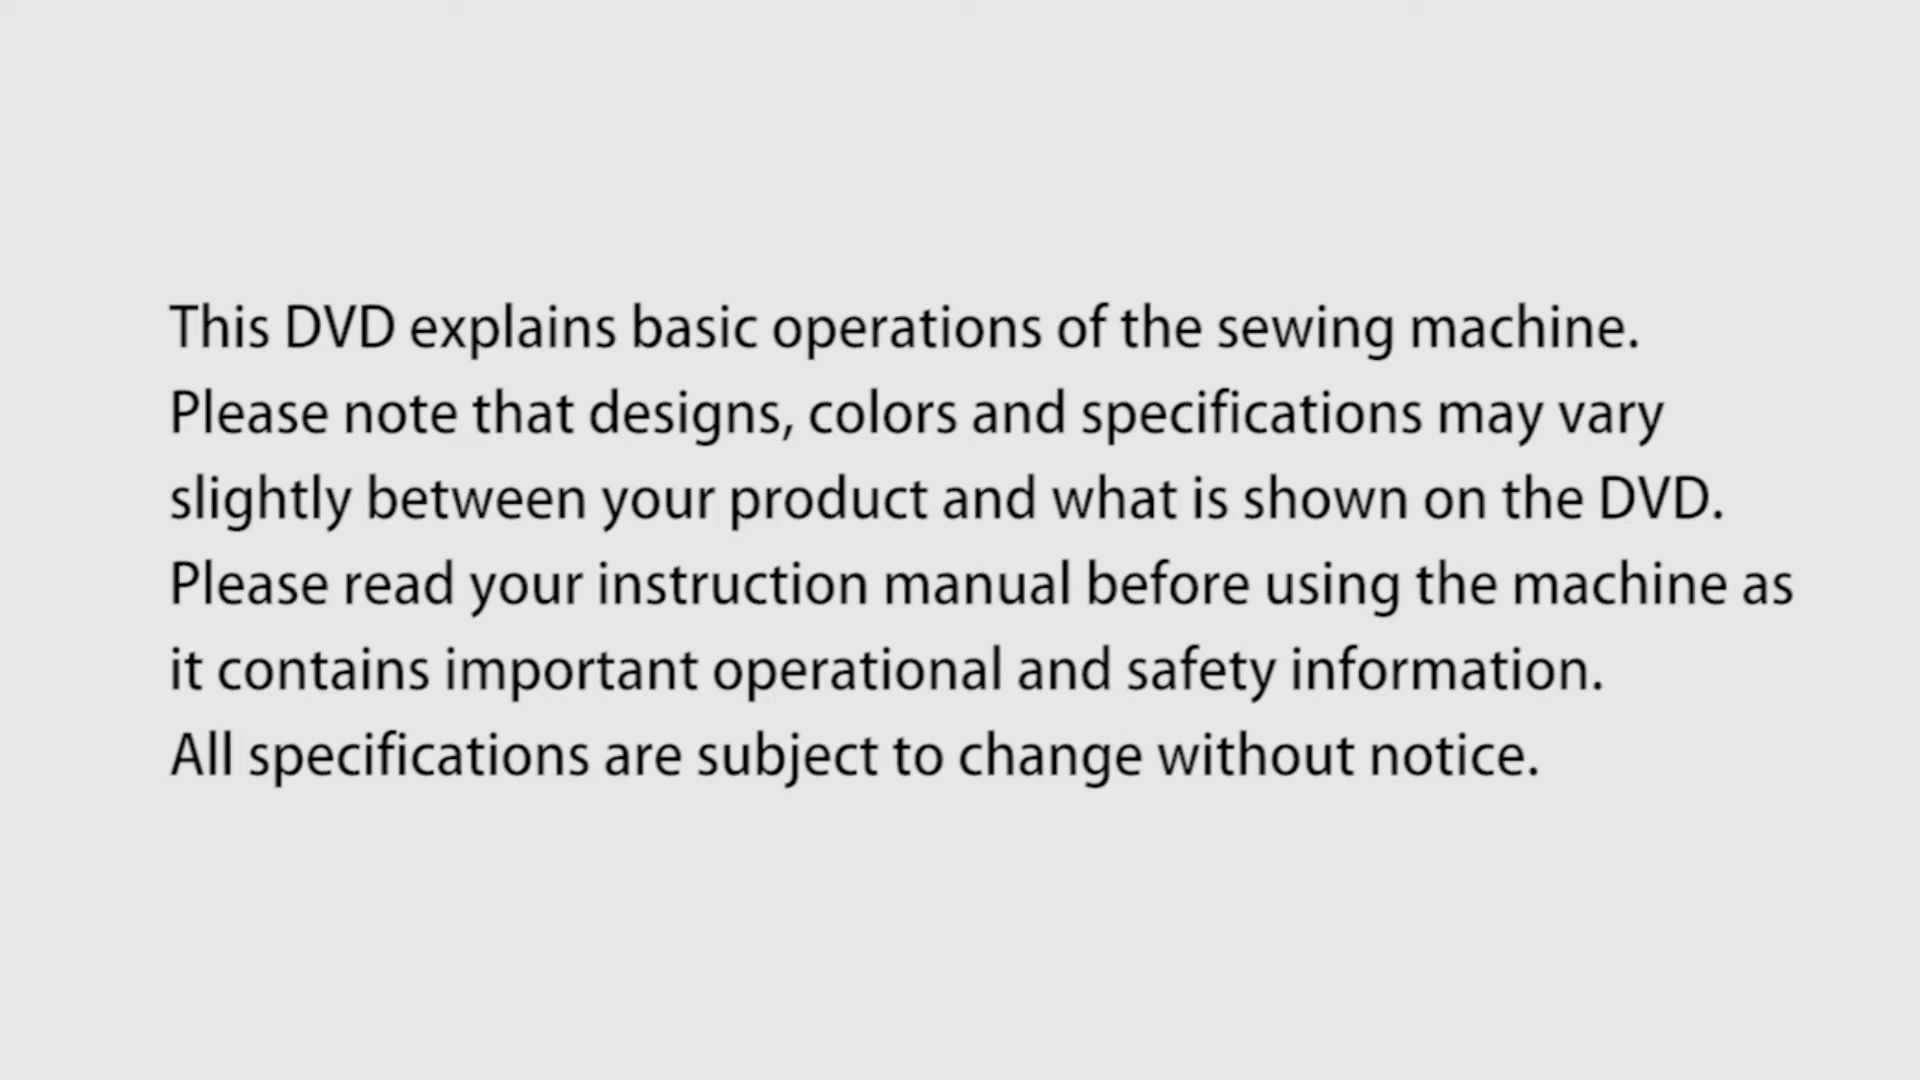 This DVD explains basic operations of the sewing machine.
Please note that designs, colors and specifications may vary
slightly between your product and what is shown on the DVD.
Please read your instruction manual before using the machine as
it contains important operational and safety information.
All specifications are subject to change without notice.